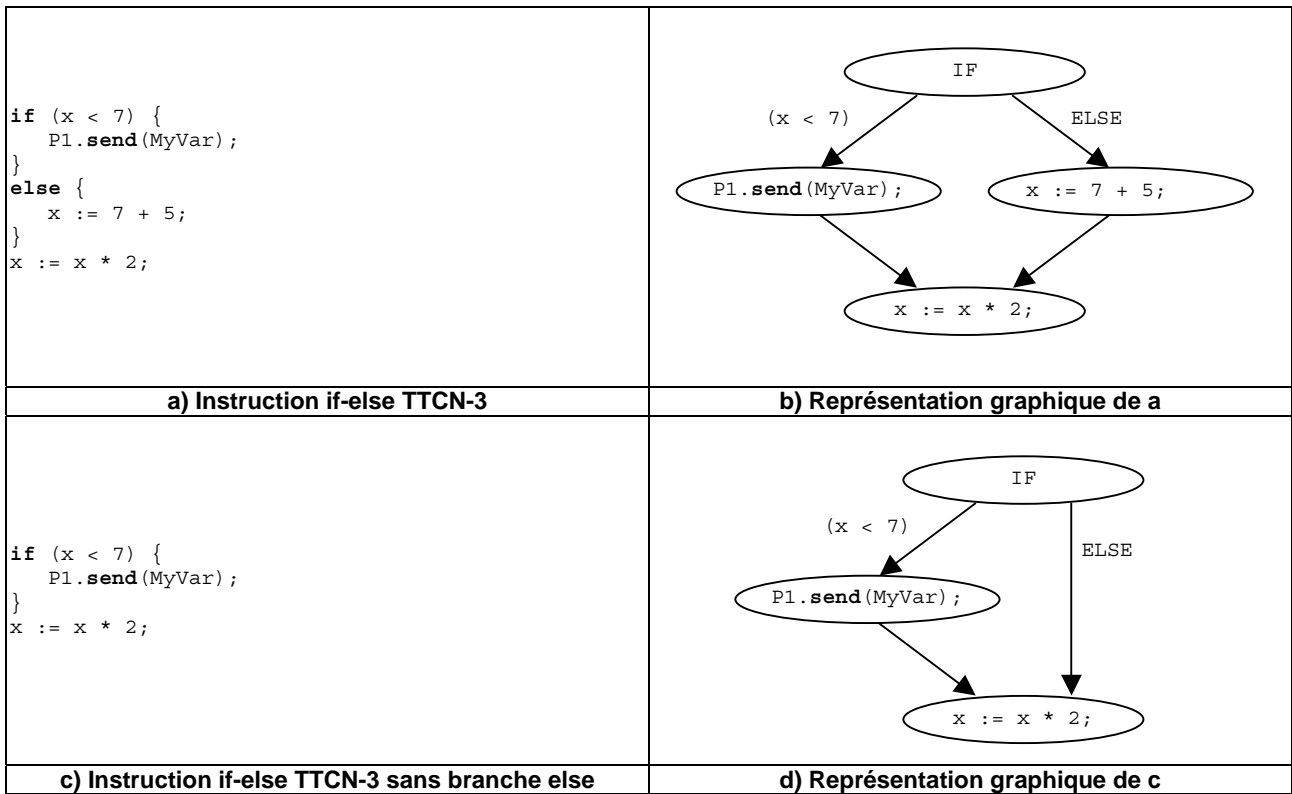 if (x < 7) {
P1.send(MyVar);
}
else {
x := 7 + 5;
}
x := x * 2;
IF
(x < 7)
ELSE
P1.send(MyVar);
x := 7 + 5;
x := x * 2;
a) Instruction if-else TTCN-3
b) Représentation graphique de a
if (x < 7) {
P1.send(MyVar);
}
x := x * 2;
IF
(x < 7)
ELSE
P1.send(MyVar);
x := x * 2;
c) Instruction if-else TTCN-3 sans branche else
d) Représentation graphique de c